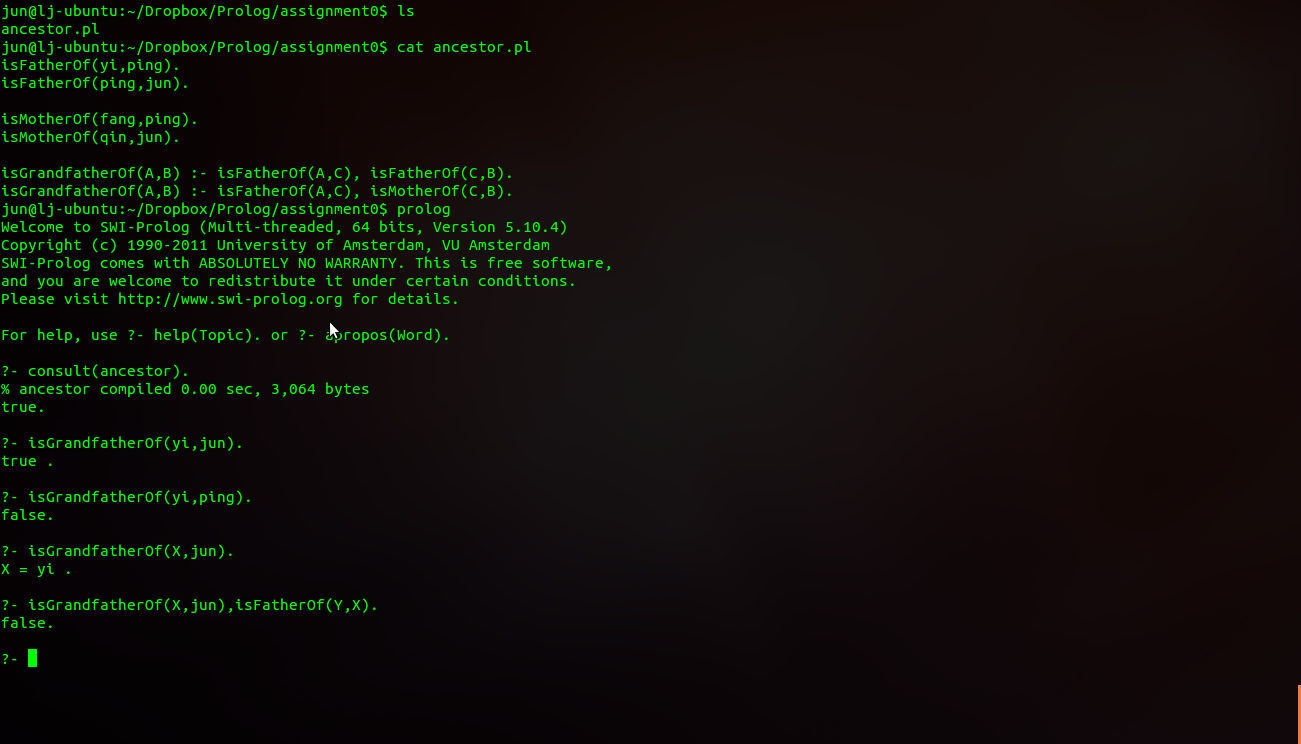 jun@lj-ubuntu:~/Dropbox/Prolog/assignment0$ ls
ancestor.pl
jun@lj-ubuntu:~/Dropbox/Prolog/assignment0$ cat ancestor.pl
isFatherOf(yi,ping).
isFatherOf(ping,jun).

isMotherOf(fang,ping).
isMotherOf(qin,jun).

isGrandfatherOf(A,B) :- isFatherOf(A,C), isFatherOf(C,B).
isGrandfatherOf(A,B) :- isFatherOf(A,C), isMotherOf(C,B).
jun@lj-ubuntu:~/Dropbox/Prolog/assignment0$ prolog
Welcome to SWI-Prolog (Multi-threaded, 64 bits, Version 5.10.4)
Copyright (c) 1990-2011 University of Amsterdam, VU Amsterdam
SWI-Prolog comes with ABSOLUTELY NO WARRANTY. This is free software,
and you are welcome to redistribute it under certain conditions.
Please visit http://www.swi-prolog.org for details.

For help, use ?- help(Topic). or ?- apropos(Word).

?- consult(ancestor).
% ancestor compiled 0.00 sec, 3,064 bytes
true.

?- isGrandfatherOf(yi,jun).
true .

?- isGrandfatherOf(yi,ping).
false.

?- isGrandfatherOf(X,jun).
X = yi .

?- isGrandfatherOf(X,jun),isFatherOf(Y,X).
false.

?-